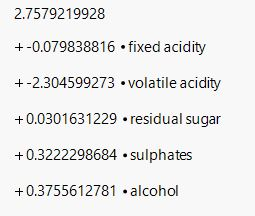 2.7579219928
+ -0.079838816 • fixed acidity
+ -2.304599273 • volatile acidity
+ 0.0301631229 • residual sugar
+ 0.3222298684 • sulphates
+ 0.3755612781 • alcohol